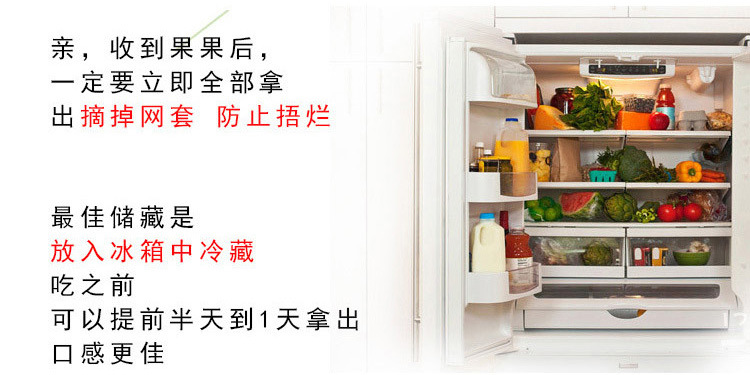 亲，收到果果后，
一定要立即全部拿
出摘掉网套 防止捂烂
最佳储藏是
放入冰箱中冷藏
吃之前
可以提前半天到1天拿出
口感更佳